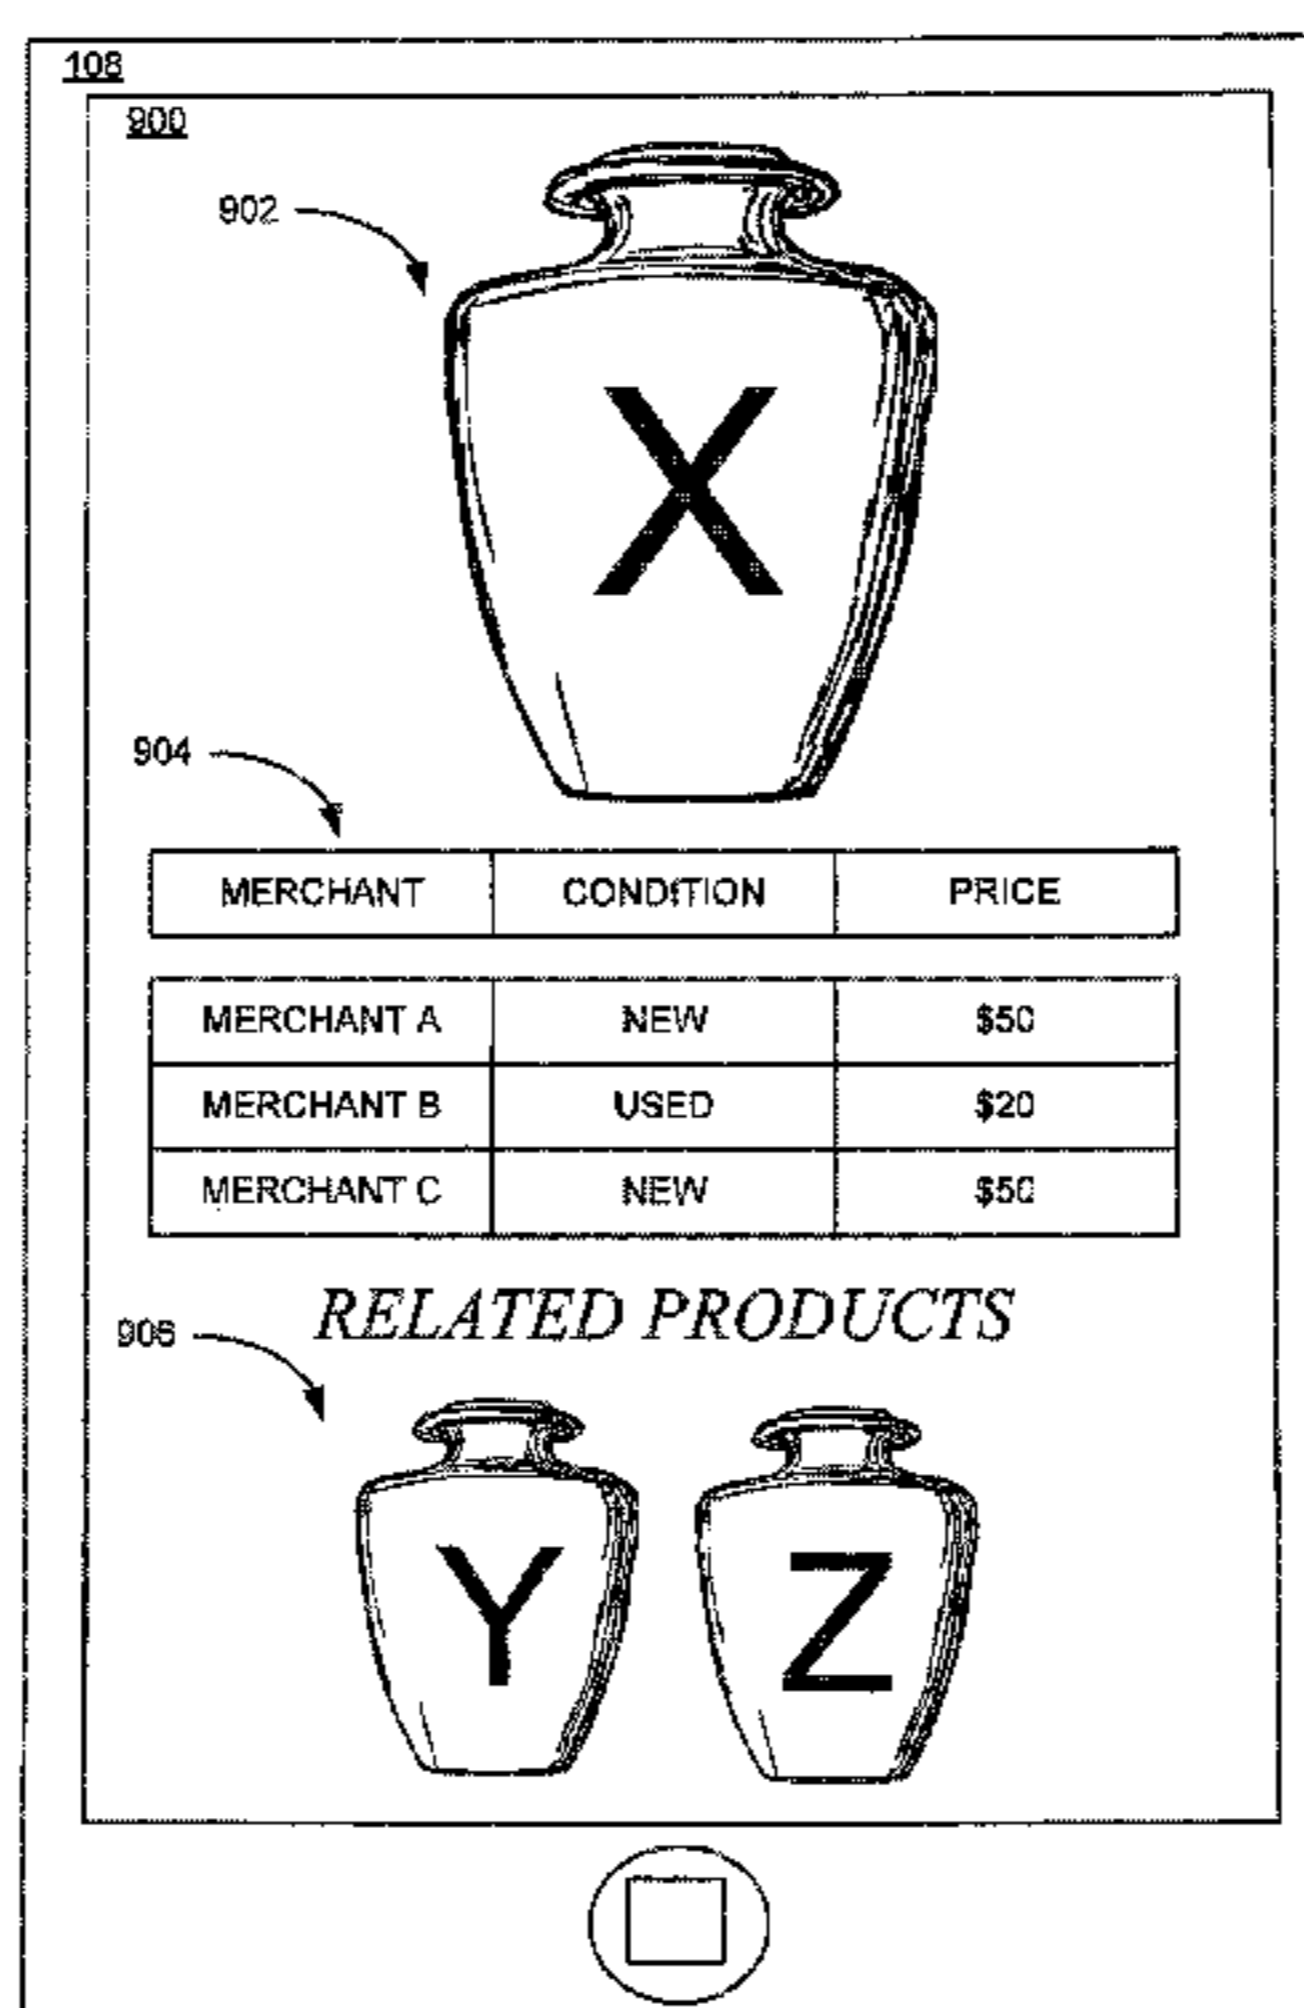 108
900
902
X
904
MERCHANT CONDITION PRICE
MERCHANT A NEW $50
MERCHANT B USED $20
MERCHANT C NEW $50
RELATED PRODUCTS
906
Y Z